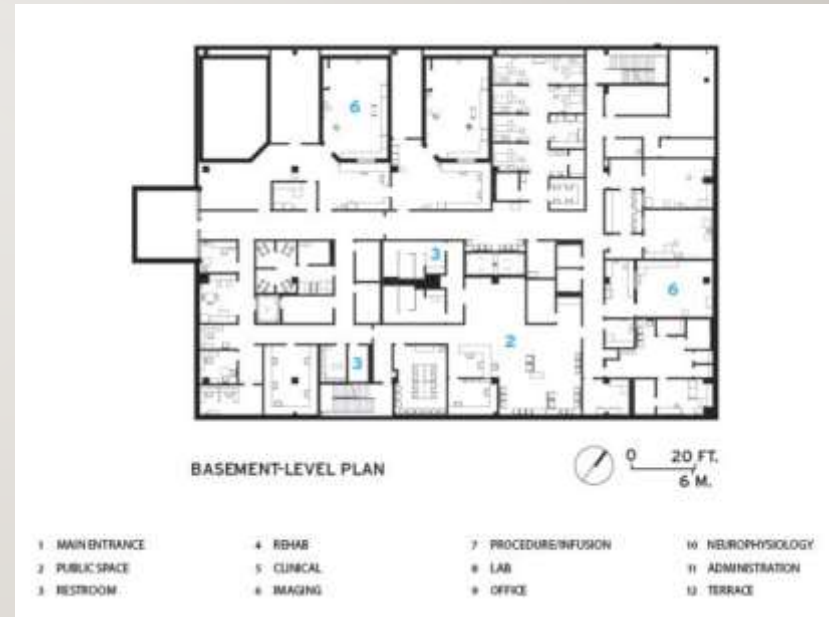 6
3
6
2
3
BASEMENT-LEVEL PLAN
0 20 FT.
6 M.
1 MAIN ENTRANCE
2 PUBLIC SPACE
3 RESTROOM
4 REHAB
5 CLINICAL
6 IMAGING
7 PROCEDURE/INFUSION
8 LAB
9 OFFICE
10 NEUROPHYSIOLOGY
11 ADMINISTRATION
12 TERRACE